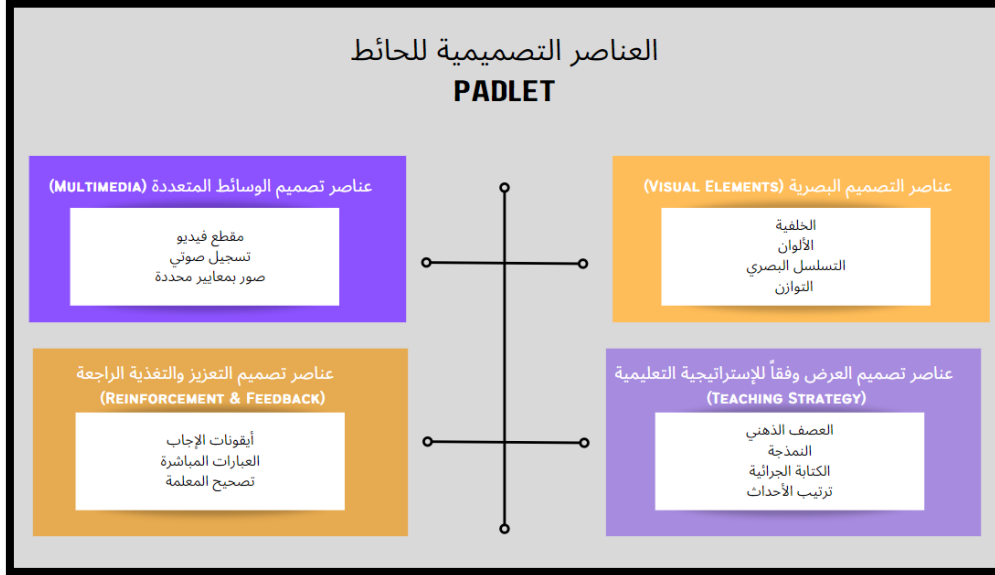 العناصر التصميمية للحائط
PADLET
عناصر التصميم البصرية (VISUAL ELEMENTS)
الخلفية
الألوان
التسلسل البصري
التوازن
عناصر تصميم الوسائط المتعددة (MULTIMEDIA)
مقطع فيديو
تسجيل صوتي
صور بمعايير محددة
عناصر تصميم العرض وفقاً للإستراتيجية التعليمية
(TEACHING STRATEGY)
العصف الذهني
النمذجة
الكتابة الجرائية
ترتيب الأحداث
عناصر تصميم التعزيز والتغذية الراجعة
(REINFORCEMENT & FEEDBACK)
أيقونات الإجاب
العبارات المباشرة
تصحيح المعلمة